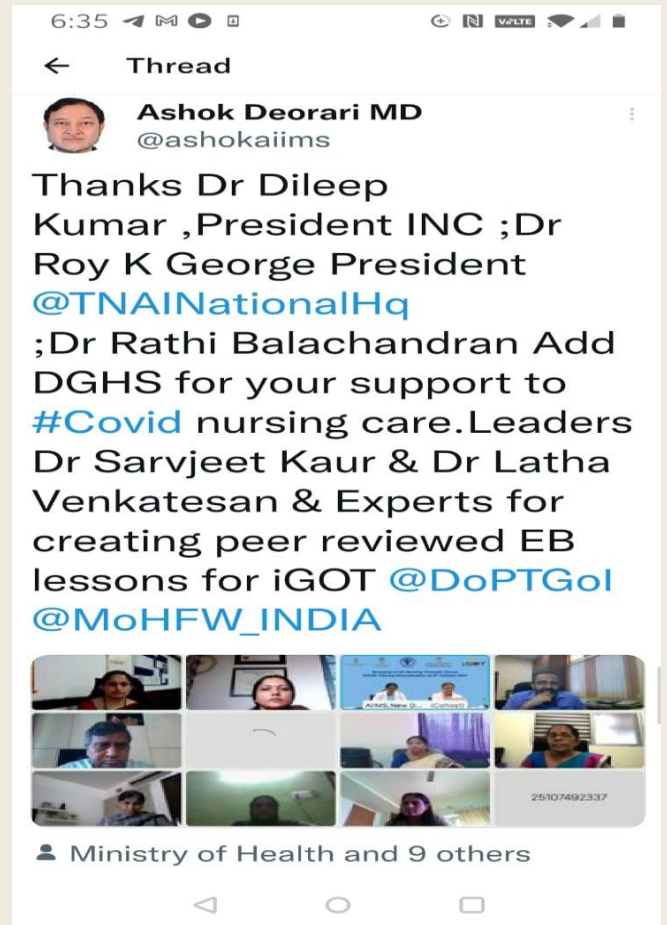 6:35
VoLTE
Thread
Ashok Deorari MD
@ashokaiims
Thanks Dr Dileep
Kumar ,President INC ;Dr
Roy K George President
@TNAINationalHq
;Dr Rathi Balachandran Add
DGHS for your support to
#Covid nursing care.Leaders
Dr Sarvjeet Kaur & Dr Latha
Venkatesan & Experts for
creating peer reviewed EB
lessons for iGOT @DoPTGoI
@MoHFW_INDIA
25107492337
Ministry of Health and 9 others